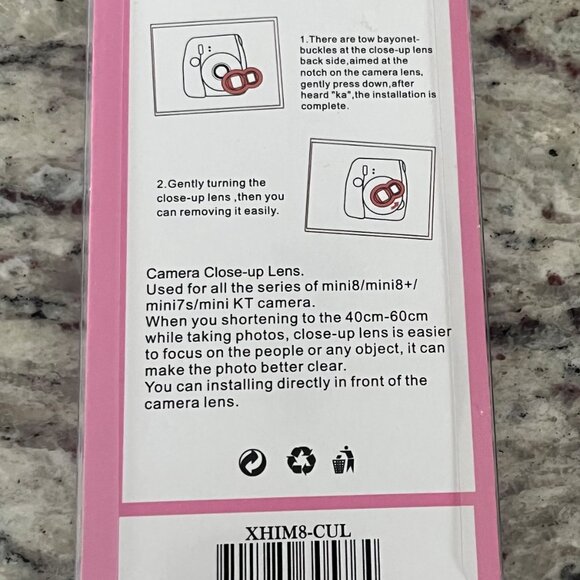 1.There are tow bayonet-
buckles at the close-up lens
back side,aimed at the
notch on the camera lens,
gently press down,after
heard "ka",the installation is
complete.
2.Gently turning the
close-up lens ,then you
can removing it easily.
Camera Close-up Lens.
Used for all the series of mini8/mini8+/
mini7s/mini KT camera.
When you shortening to the 40cm-60cm
while taking photos, close-up lens is easier
to focus on the people or any object, it can
make the photo better clear.
You can installing directly in front of the
camera lens.
XHIM8-CUL